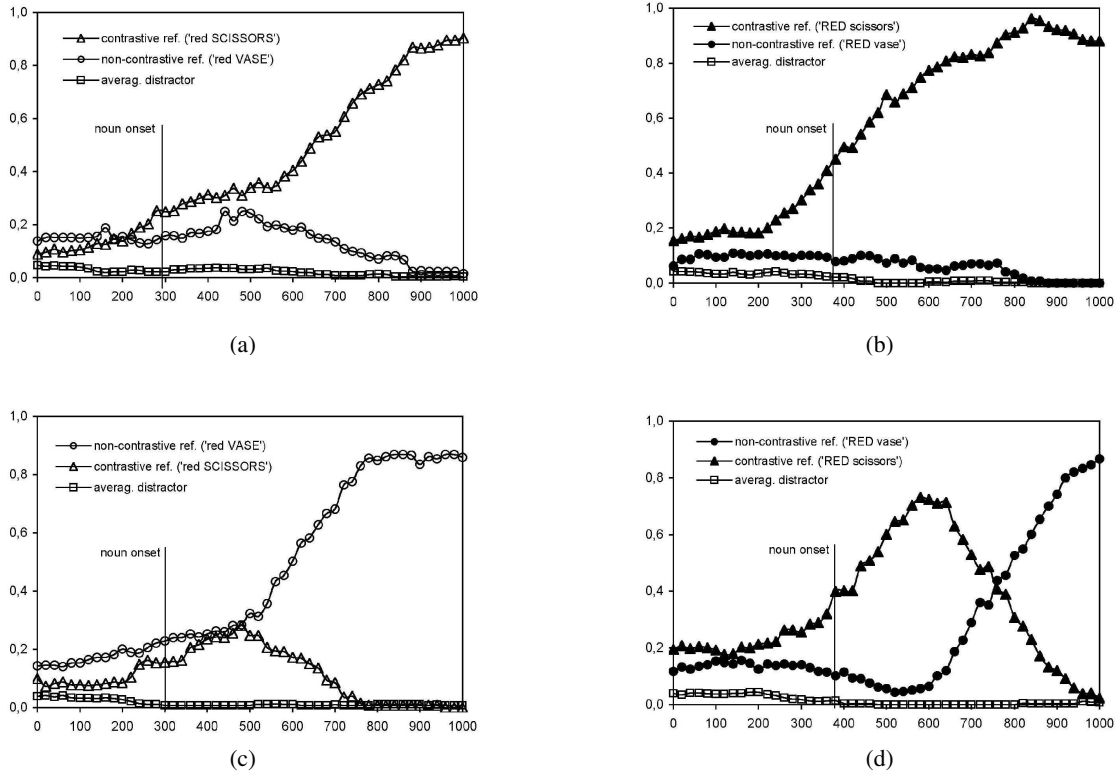 1,0
contrastive ref. ('red SCISSORS')
non-contrastive ref. ('red VASE')
averag. distractor
0,8
0,6
noun onset
0,4
0,2
0,0
0 100 200 300 400 500 600 700 800 900 1000
(a)
1,0
contrastive ref. ('RED scissors')
non-contrastive ref. ('RED vase')
averag. distractor
0,8
0,6
noun onset
0,4
0,2
0,0
0 100 200 300 400 500 600 700 800 900 1000
(b)
1,0
non-contrastive ref. ('red VASE')
contrastive ref. ('red SCISSORS')
averag. distractor
0,8
0,6
noun onset
0,4
0,2
0,0
0 100 200 300 400 500 600 700 800 900 1000
(c)
1,0
non-contrastive ref. ('RED vase')
contrastive ref. ('RED scissors')
averag. distractor
0,8
0,6
noun onset
0,4
0,2
0,0
0 100 200 300 400 500 600 700 800 900 1000
(d)